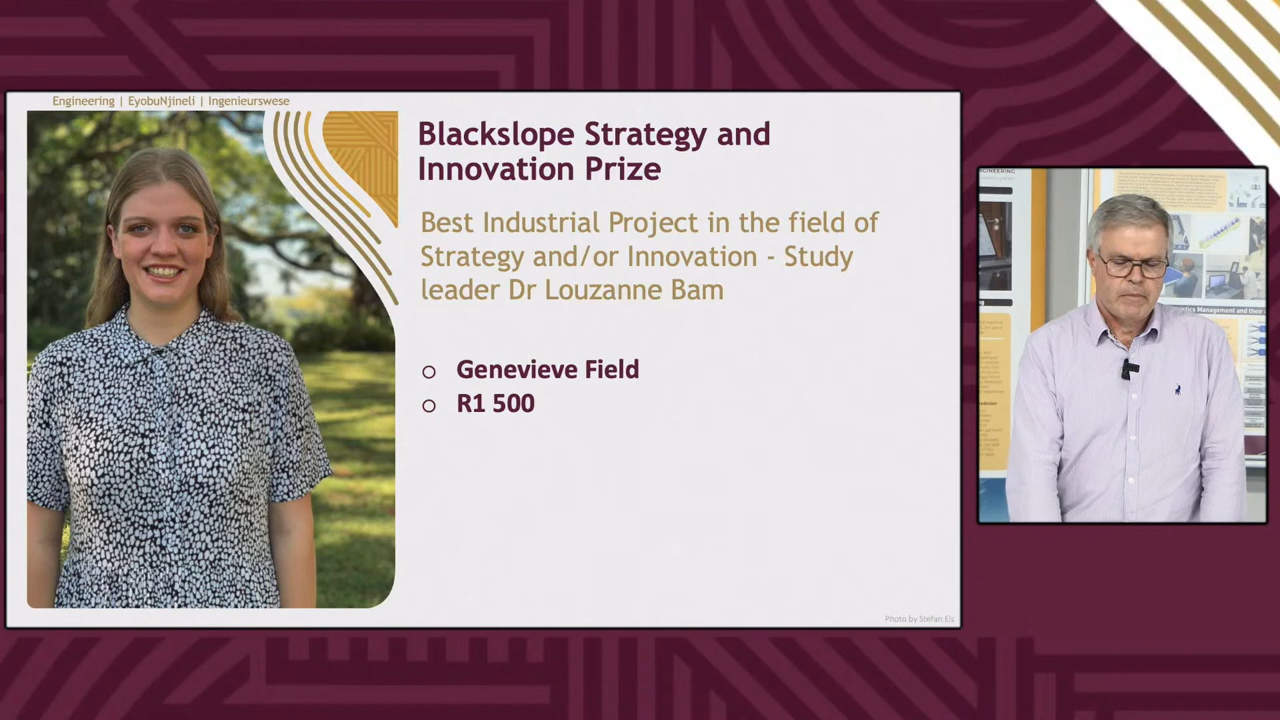 Engineering | EyobuNjineli | Ingenieurswese
Blackslope Strategy and
Innovation Prize
Best Industrial Project in the field of
Strategy and/or Innovation - Study
leader Dr Louzanne Bam
Genevieve Field
R1 500
Photo by Stefan Els